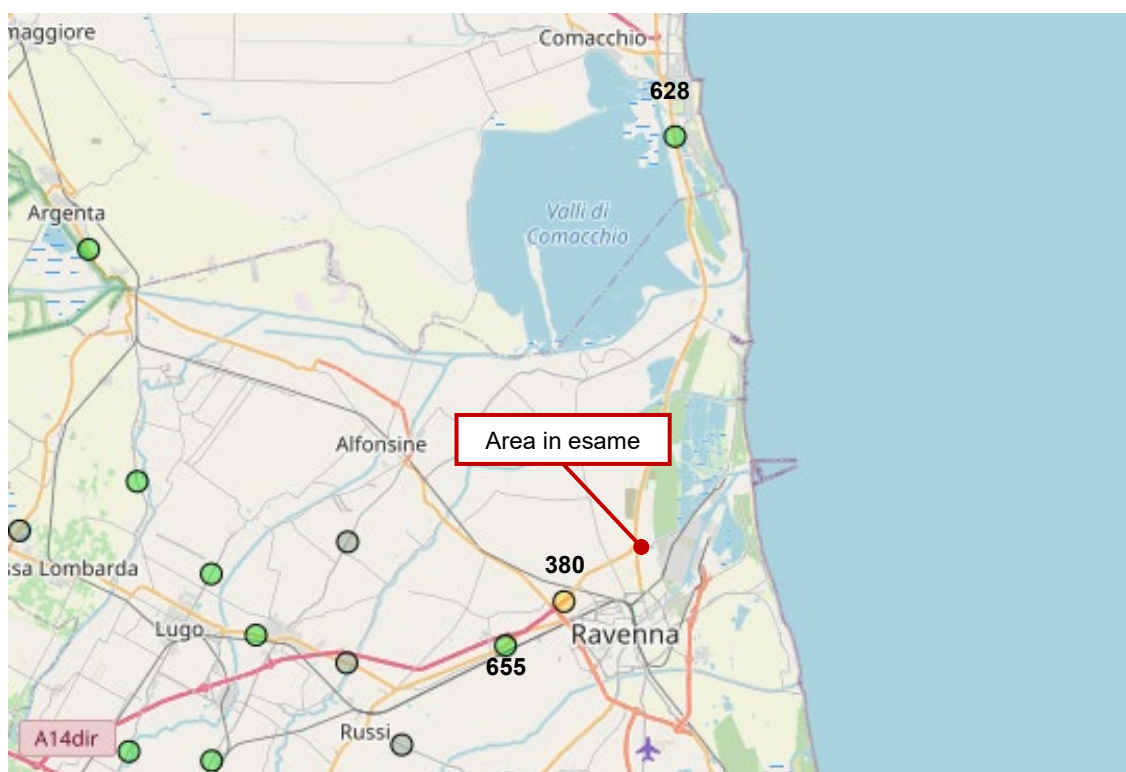 maggiore
Comacchio
628
Argenta
Valli di
Comacchio
Area in esame
Alfonsine
380
ssa Lombarda
Lugo
Ravenna
655
Russi
A14dir